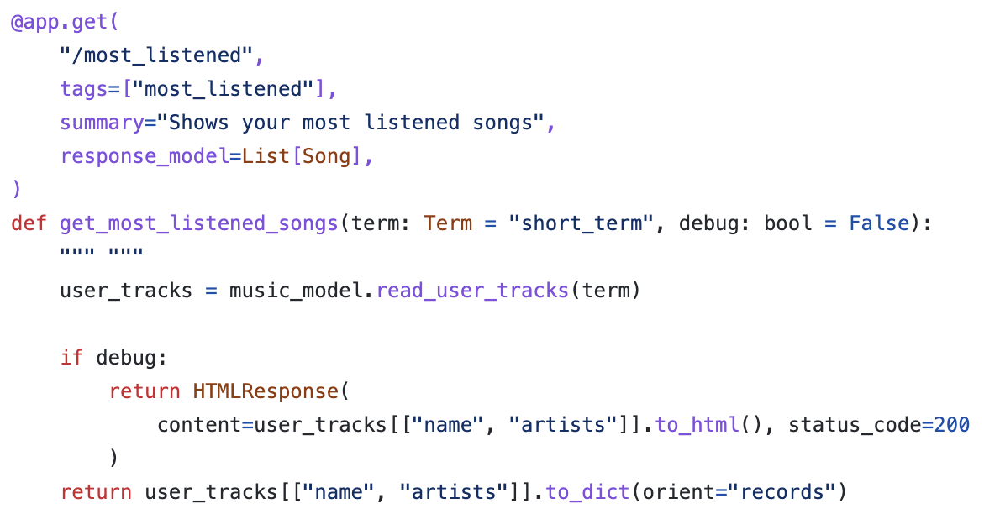 @app.get(
    "/most_listened",
    tags=["most_listened"],
    summary="Shows your most listened songs",
    response_model=List[Song],
)
def get_most_listened_songs(term: Term = "short_term", debug: bool = False):
    """ """
    user_tracks = music_model.read_user_tracks(term)

    if debug:
        return HTMLResponse(
            content=user_tracks[["name", "artists"]].to_html(), status_code=200
        )
    return user_tracks[["name", "artists"]].to_dict(orient="records")